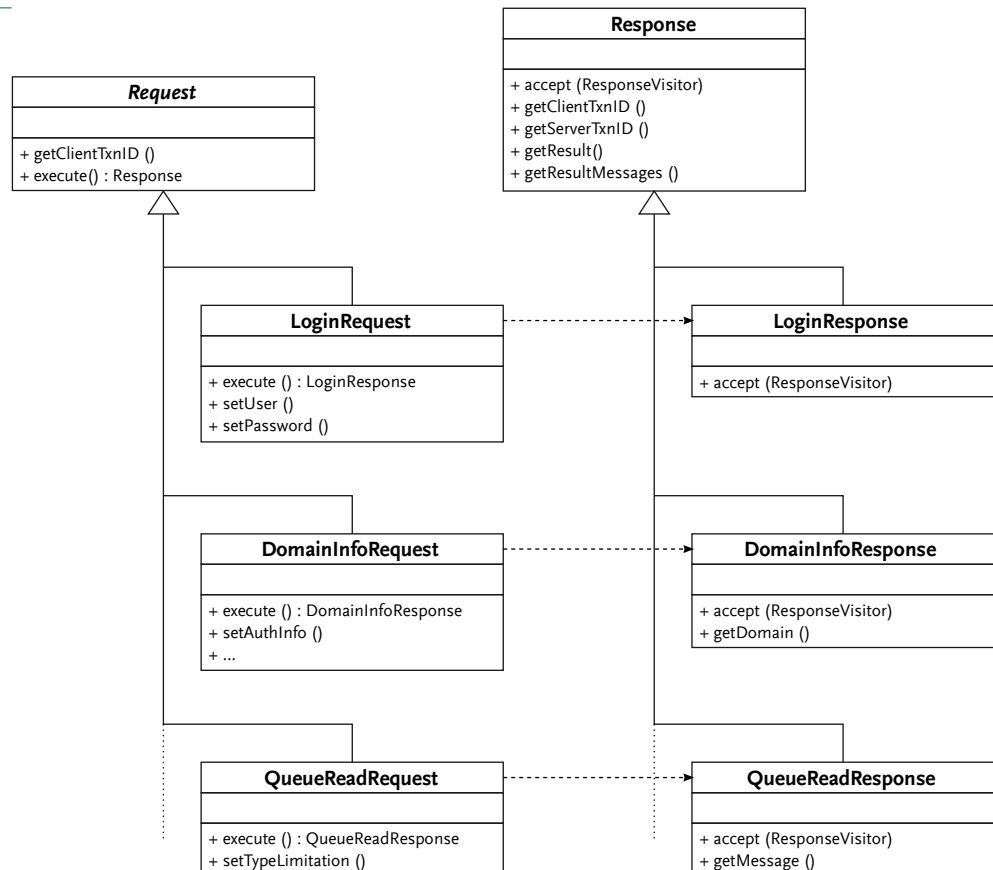 Response
+ accept (ResponseVisitor)
+ getClientTxnID ()
+ getServerTxnID ()
+ getResult()
+ getResultMessages ()
Request
+ getClientTxnID ()
+ execute() : Response
LoginRequest
+ execute () : LoginResponse
+ setUser ()
+ setPassword ()
LoginResponse
+ accept (ResponseVisitor)
DomainInfoRequest
+ execute () : DomainInfoResponse
+ setAuthInfo ()
+ ...
DomainInfoResponse
+ accept (ResponseVisitor)
+ getDomain ()
QueueReadRequest
+ execute () : QueueReadResponse
+ setTypeLimitation ()
QueueReadResponse
+ accept (ResponseVisitor)
+ getMessage ()